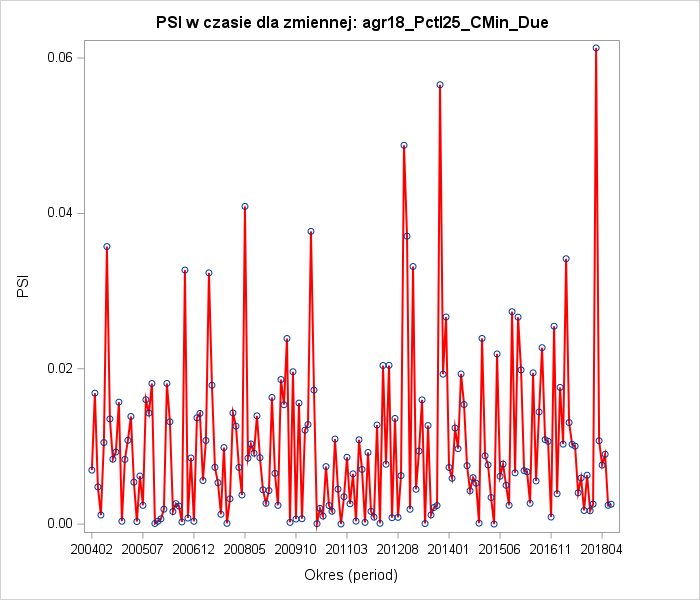 PSI w czasie dla zmiennej: agr18_Pctl25_CMin_Due
0.06
0.04
0.02
0.00
PSI
200402 200507 200612 200805 200910 201103 201208 201401 201506 201611 201804
Okres (period)